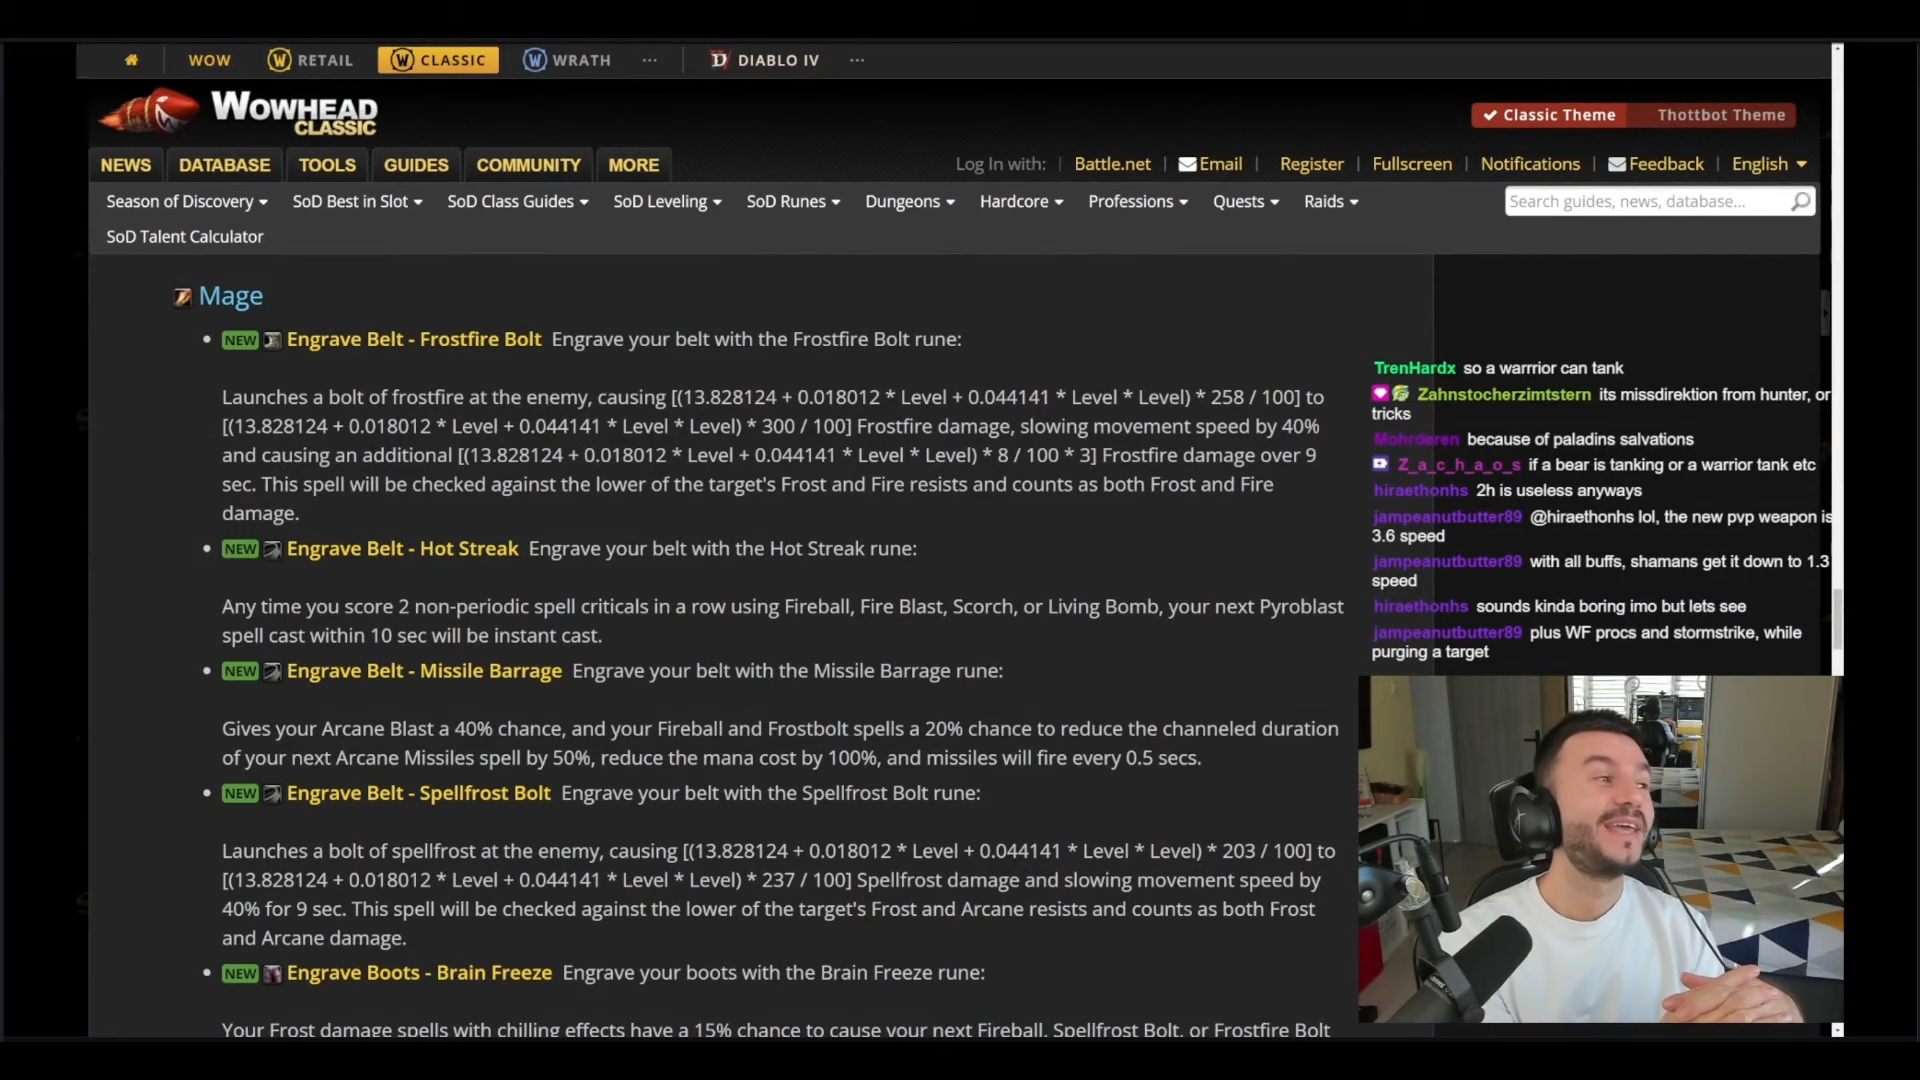 WOW
RETAIL
CLASSIC
WRATH
...
DIABLO IV
...
WOWHEAD
CLASSIC
Classic Theme
Thottbot Theme
NEWS
DATABASE
TOOLS
GUIDES
COMMUNITY
MORE
Log In with: | Battle.net | Email | Register | Fullscreen | Notifications | Feedback | English
Season of Discovery
SoD Best in Slot
SoD Class Guides
SoD Leveling
SoD Runes
Dungeons
Hardcore
Professions
Quests
Raids
Search guides, news, database...
SoD Talent Calculator
Mage
• NEW Engrave Belt - Frostfire Bolt Engrave your belt with the Frostfire Bolt rune:
Launches a bolt of frostfire at the enemy, causing [(13.828124 + 0.018012 * Level + 0.044141 * Level * Level) * 258 / 100] to
[(13.828124 + 0.018012 * Level + 0.044141 * Level * Level) * 300 / 100] Frostfire damage, slowing movement speed by 40%
and causing an additional [(13.828124 + 0.018012 * Level + 0.044141 * Level * Level) * 8 / 100 * 3] Frostfire damage over 9
sec. This spell will be checked against the lower of the target's Frost and Fire resists and counts as both Frost and Fire
damage.
• NEW Engrave Belt - Hot Streak Engrave your belt with the Hot Streak rune:
Any time you score 2 non-periodic spell criticals in a row using Fireball, Fire Blast, Scorch, or Living Bomb, your next Pyroblast
spell cast within 10 sec will be instant cast.
• NEW Engrave Belt - Missile Barrage Engrave your belt with the Missile Barrage rune:
Gives your Arcane Blast a 40% chance, and your Fireball and Frostbolt spells a 20% chance to reduce the channeled duration
of your next Arcane Missiles spell by 50%, reduce the mana cost by 100%, and missiles will fire every 0.5 secs.
• NEW Engrave Belt - Spellfrost Bolt Engrave your belt with the Spellfrost Bolt rune:
Launches a bolt of spellfrost at the enemy, causing [(13.828124 + 0.018012 * Level + 0.044141 * Level * Level) * 203 / 100] to
[(13.828124 + 0.018012 * Level + 0.044141 * Level * Level) * 237 / 100] Spellfrost damage and slowing movement speed by
40% for 9 sec. This spell will be checked against the lower of the target's Frost and Arcane resists and counts as both Frost
and Arcane damage.
• NEW Engrave Boots - Brain Freeze Engrave your boots with the Brain Freeze rune:
Your Frost damage spells with chilling effects have a 15% chance to cause your next Fireball, Spellfrost Bolt, or Frostfire Bolt
TrenHardx so a warrrior can tank
Zahnstocherzimtstern its missdirektion from hunter, or
tricks
Mohrdaren because of paladins salvations
Z_a_c_h_a_o_s if a bear is tanking or a warrior tank etc
hiraethonhs 2h is useless anyways
jampeanutbutter89 @hiraethonhs lol, the new pvp weapon is
3.6 speed
jampeanutbutter89 with all buffs, shamans get it down to 1.3
speed
hiraethonhs sounds kinda boring imo but lets see
jampeanutbutter89 plus WF procs and stormstrike, while
purging a target